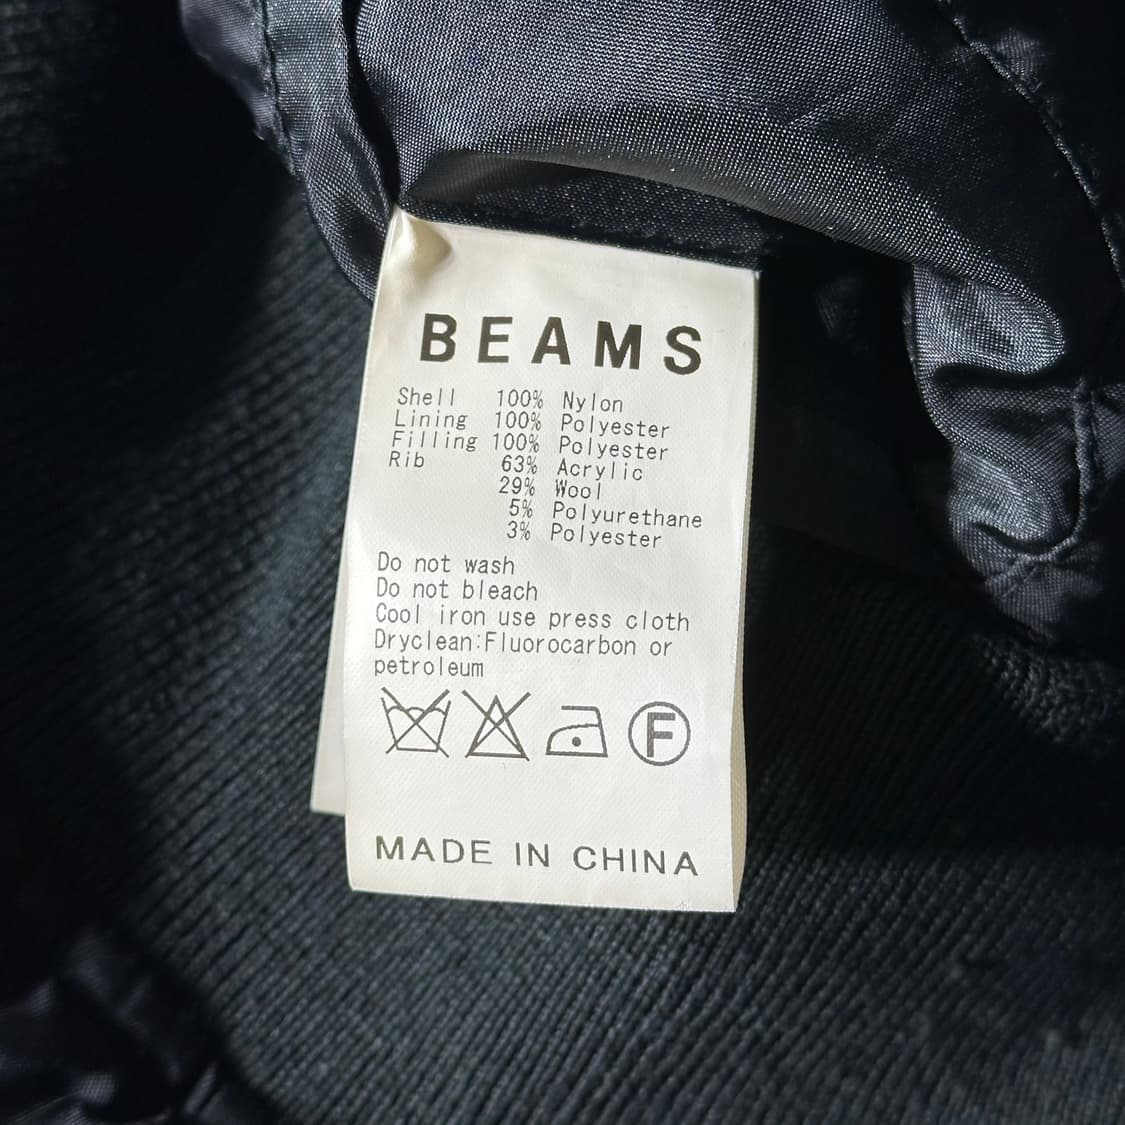 BEAMS
Shell 100% Nylon
Lining 100% Polyester
Filling 100% Polyester
Rib 63% Acrylic
29% Wool
5% Polyurethane
3% Polyester
Do not wash
Do not bleach
Cool iron use press cloth
Dryclean:Fluorocarbon or
petroleum
F
MADE IN CHINA